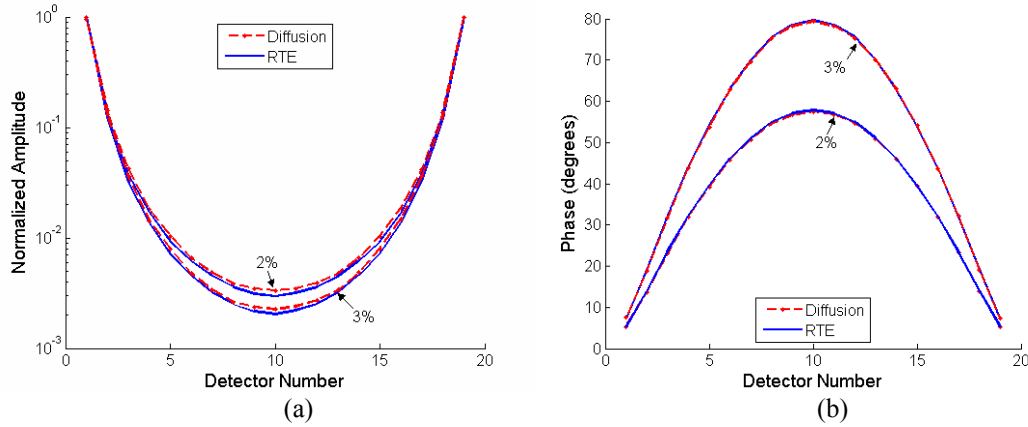 Normalized Amplitude
10^0
10^-1
10^-2
10^-3
Diffusion
RTE
2%
3%
0 5 10 15 20
Detector Number
(a)
Phase (degrees)
80
70
60
50
40
30
20
10
0
3%
2%
Diffusion
RTE
0 5 10 15 20
Detector Number
(b)